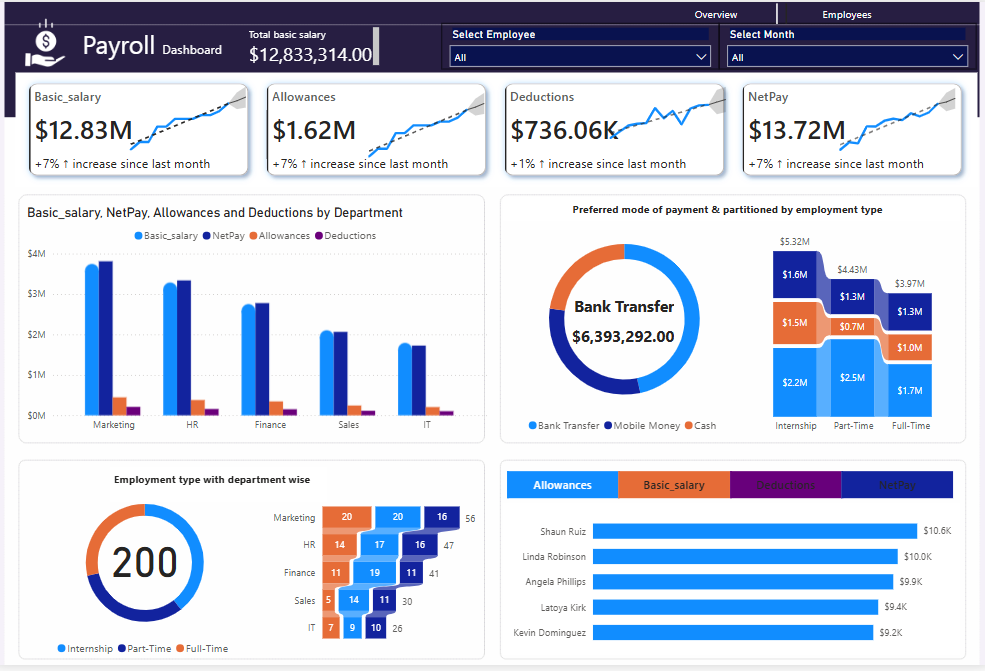 Overview
Employees
Payroll Dashboard
Total basic salary
$12,833,314.00
Select Employee
All
Select Month
All
Basic_salary
$12.83M
+7% ↑ increase since last month
Allowances
$1.62M
+7% ↑ increase since last month
Deductions
$736.06K
+1% ↑ increase since last month
NetPay
$13.72M
+7% ↑ increase since last month
Basic_salary, NetPay, Allowances and Deductions by Department
Basic_salary NetPay Allowances Deductions
$4M
$3M
$2M
$1M
$0M
Marketing HR Finance Sales IT
Preferred mode of payment & partitioned by employment type
Bank Transfer
$6,393,292.00
Bank Transfer Mobile Money Cash
$5.32M
$4.43M
$3.97M
$1.6M
$1.3M
$1.3M
$1.5M
$0.7M
$1.0M
$2.2M
$2.5M
$1.7M
Internship Part-Time Full-Time
Employment type with department wise
200
Internship Part-Time Full-Time
Marketing 20 20 16 56
HR 14 17 16 47
Finance 11 19 11 41
Sales 5 14 11 30
IT 7 9 10 26
Allowances Basic_salary Deductions NetPay
Shaun Ruiz $10.6K
Linda Robinson $10.0K
Angela Phillips $9.9K
Latoya Kirk $9.4K
Kevin Dominguez $9.2K
$